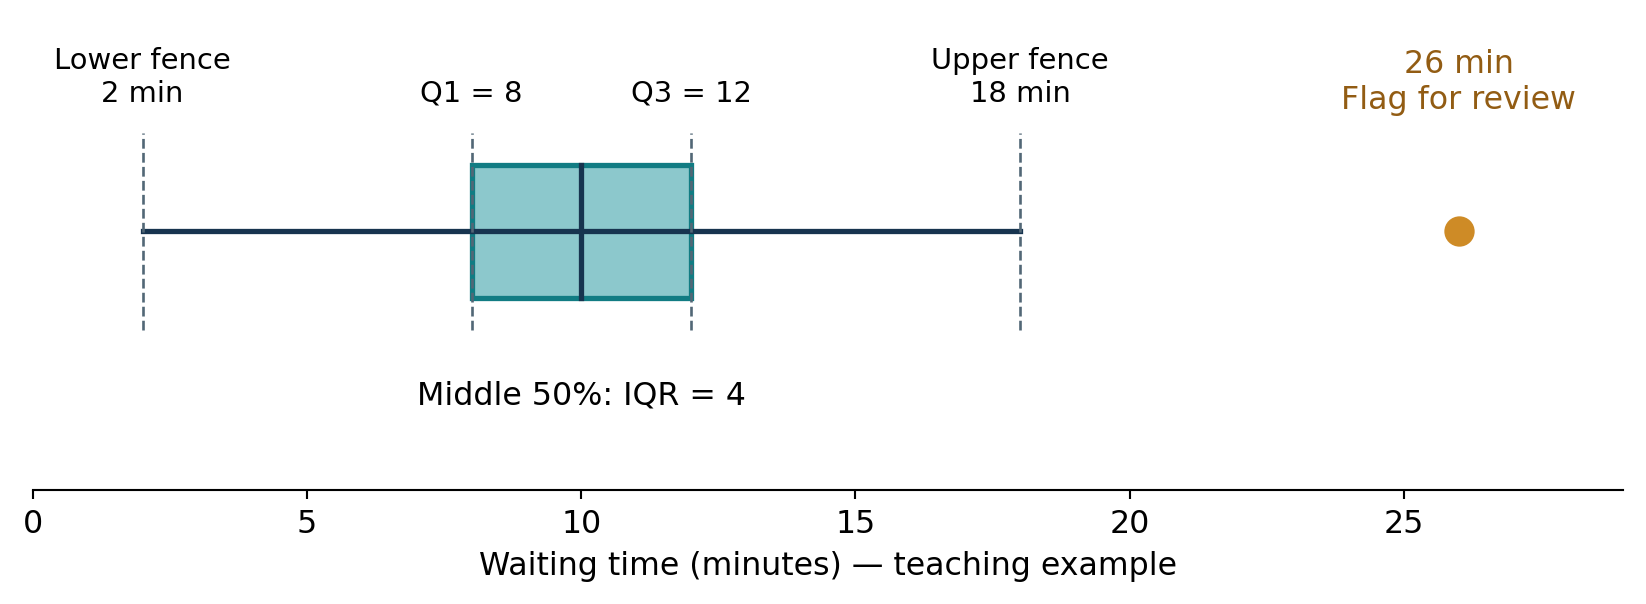 Lower fence
2 min
Q1 = 8
Q3 = 12
Upper fence
18 min
26 min
Flag for review
Middle 50%: IQR = 4
0
5
10
15
20
25
Waiting time (minutes) — teaching example